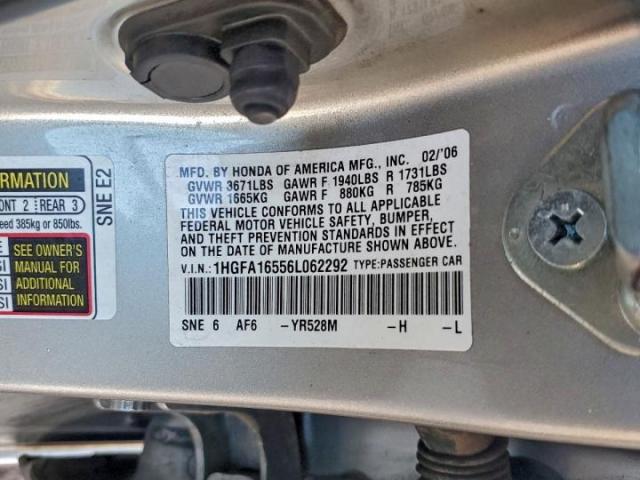 ORMATION
ONT 2 REAR 3
eed 385kg or 850lbs.
SEE OWNER'S
MANUAL FOR
ADDITIONAL
INFORMATION
SI
SI
SNE E2
MFD. BY HONDA OF AMERICA MFG., INC. 02/'06
GVWR 3671LBS GAWR F 1940LBS R 1731LBS
GVWR 1665KG GAWR F 880KG R 785KG
THIS VEHICLE CONFORMS TO ALL APPLICABLE
FEDERAL MOTOR VEHICLE SAFETY, BUMPER,
AND THEFT PREVENTION STANDARDS IN EFFECT
ON THE DATE OF MANUFACTURE SHOWN ABOVE.
V.I.N.: 1HGFA16556L062292 TYPE: PASSENGER CAR
SNE 6 AF6 -YR528M -H -L